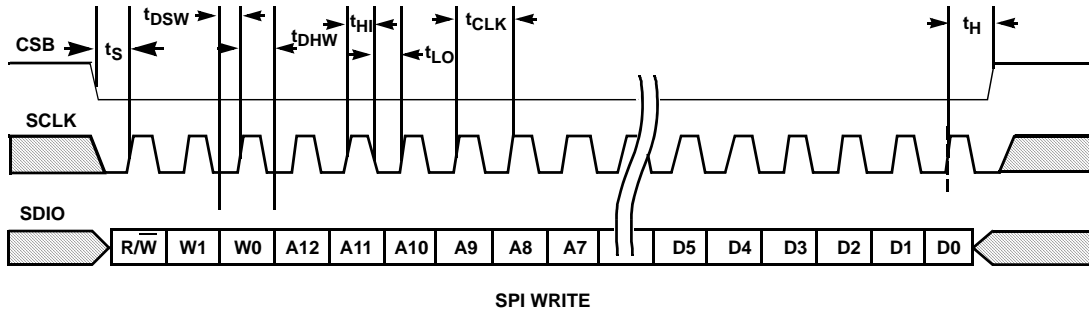 tDSW
tHI
tCLK
tH
CSB
tS
tDHW
tLO
SCLK
SDIO
R/W̅ W1 W0 A12 A11 A10 A9 A8 A7 D5 D4 D3 D2 D1 D0
SPI WRITE